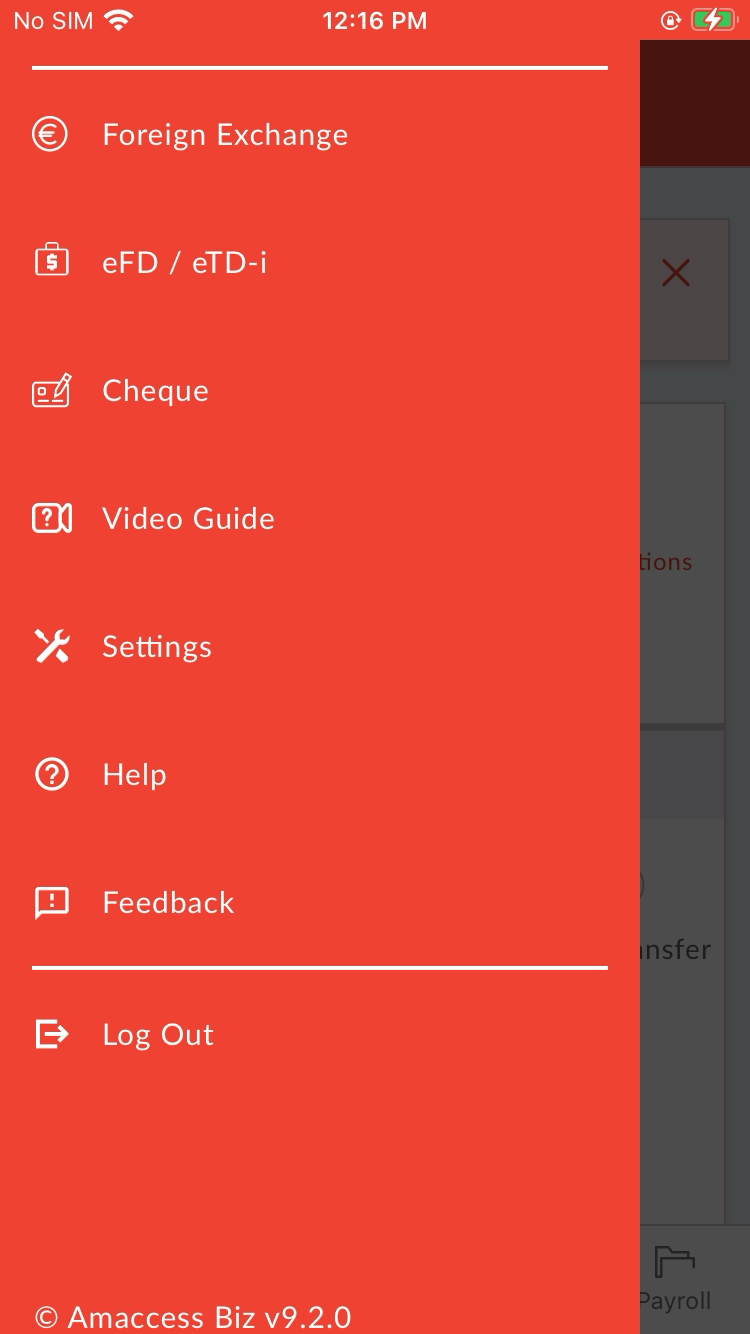 No SIM 12:16 PM
Foreign Exchange
eFD / eTD-i
Cheque
Video Guide
tions
Settings
Help
Feedback
ansfer
Log Out
Payroll
© Amaccess Biz v9.2.0